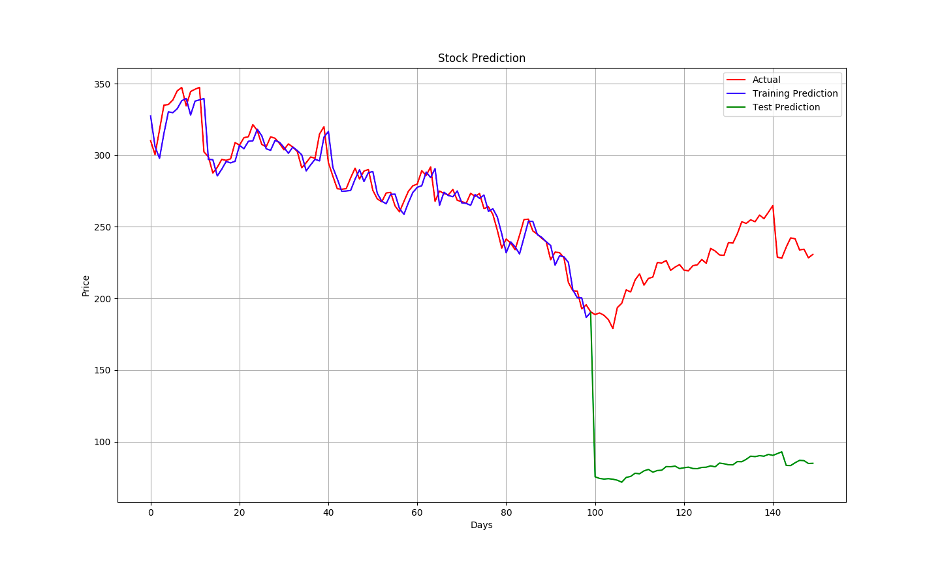 Stock Prediction
Actual
Training Prediction
Test Prediction
350
300
250
200
150
100
Price
0 20 40 60 80 100 120 140
Days